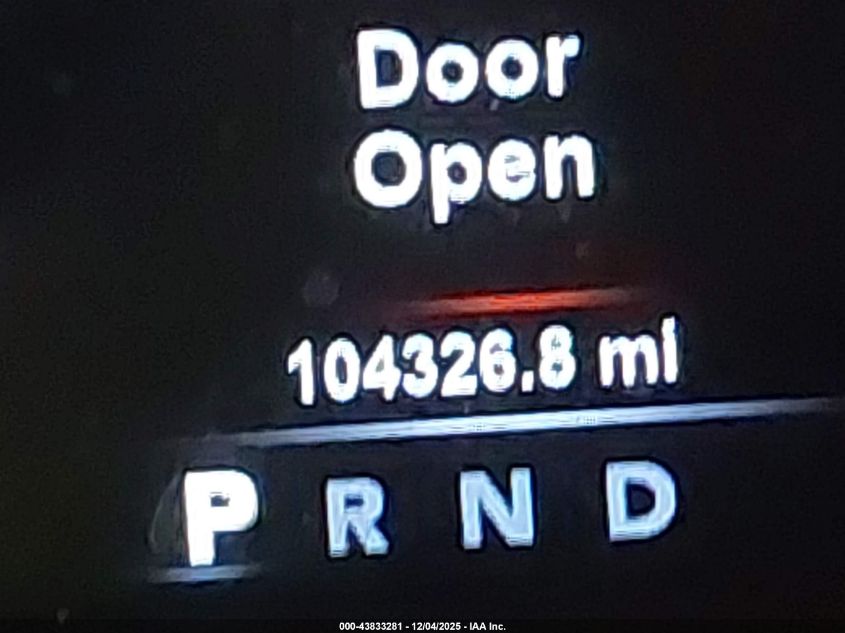 Door
Open
104326.8 mi
P R N D
000-43833281 - 12/04/2025 - IAA Inc.